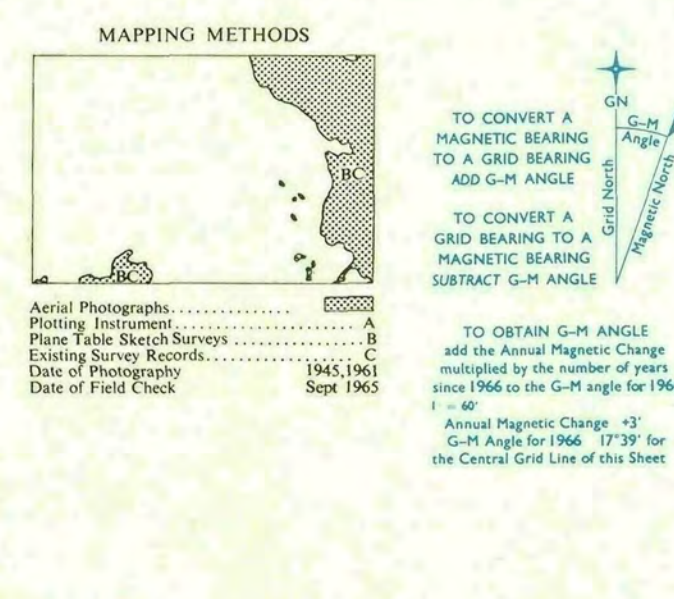 MAPPING METHODS
BC
BC
Aerial Photographs...............
Plotting Instrument....................... A
Plane Table Sketch Surveys ............... B
Existing Survey Records................... C
Date of Photography 1945,1961
Date of Field Check Sept 1965
TO CONVERT A
MAGNETIC BEARING
TO A GRID BEARING
ADD G–M ANGLE
TO CONVERT A
GRID BEARING TO A
MAGNETIC BEARING
SUBTRACT G–M ANGLE
GN
G–M
Angle
Grid North
Magnetic North
TO OBTAIN G–M ANGLE
add the Annual Magnetic Change
multiplied by the number of years
since 1966 to the G–M angle for 196
1 = 60'
Annual Magnetic Change +3'
G–M Angle for 1966 17°39' for
the Central Grid Line of this Sheet